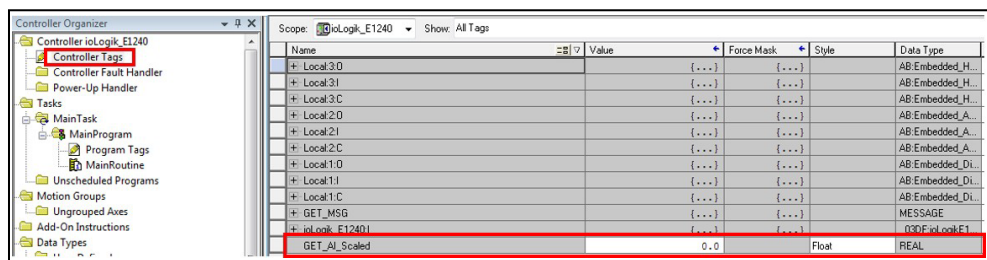 Controller Organizer
Controller ioLogik_E1240
Controller Tags
Controller Fault Handler
Power-Up Handler
Tasks
MainTask
MainProgram
Program Tags
MainRoutine
Unscheduled Programs
Motion Groups
Ungrouped Axes
Add-On Instructions
Data Types
Scope: ioLogik_E1240 Show: All Tags
Name Value Force Mask Style Data Type
+ Local:3:O {...} {...} AB:Embedded_H...
+ Local:3:I {...} {...} AB:Embedded_H...
+ Local:3:C {...} {...} AB:Embedded_H...
+ Local:2:O {...} {...} AB:Embedded_A...
+ Local:2:I {...} {...} AB:Embedded_A...
+ Local:2:C {...} {...} AB:Embedded_A...
+ Local:1:O {...} {...} AB:Embedded_Di...
+ Local:1:I {...} {...} AB:Embedded_Di...
+ Local:1:C {...} {...} AB:Embedded_Di...
+ GET_MSG {...} {...} MESSAGE
+ ioLogik_E1240:I {...} {...} _03DF:ioLogikE1...
GET_AI_Scaled 0.0 Float REAL